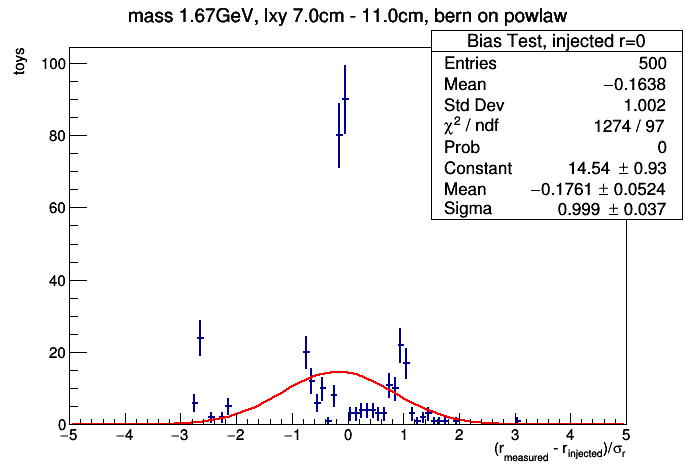 mass 1.67GeV, lxy 7.0cm - 11.0cm, bern on powlaw
Bias Test, injected r=0
Entries 500
Mean −0.1638
Std Dev 1.002
χ² / ndf 1274 / 97
Prob 0
Constant 14.54 ± 0.93
Mean −0.1761 ± 0.0524
Sigma 0.999 ± 0.037
toys
100
80
60
40
20
0
−5 −4 −3 −2 −1 0 1 2 3 4 5
(r_measured - r_injected)/σ_r